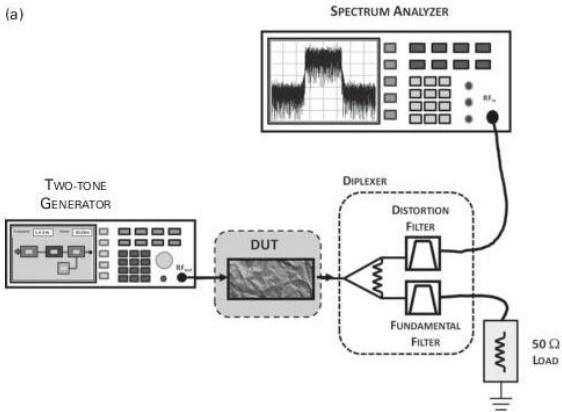 (a)
SPECTRUM ANALYZER
RFin
TWO-TONE
GENERATOR
RFout
DUT
DIPLEXER
DISTORTION
FILTER
FUNDAMENTAL
FILTER
50 Ω
LOAD